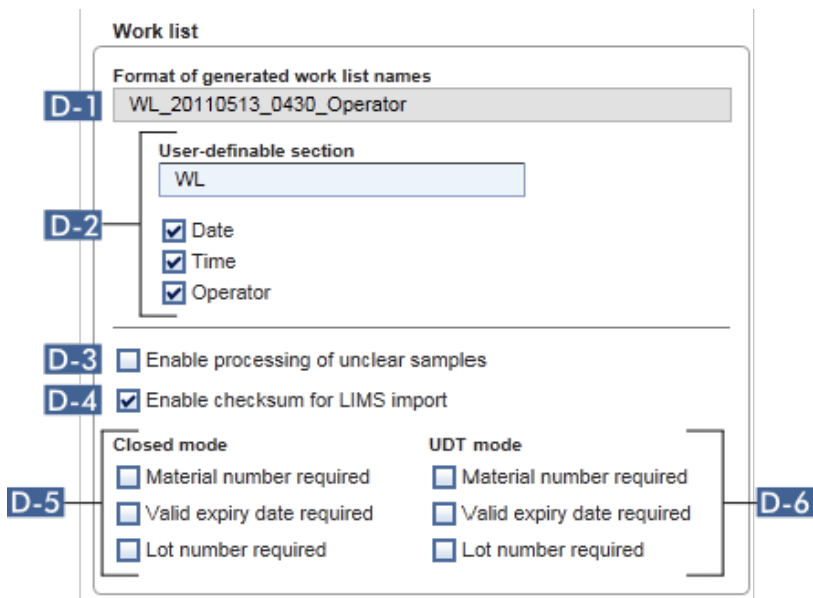 Work list
Format of generated work list names
D-1 WL_20110513_0430_Operator
User-definable section
WL
D-2
Date
Time
Operator
D-3 Enable processing of unclear samples
D-4 Enable checksum for LIMS import
Closed mode UDT mode
Material number required Material number required
D-5 Valid expiry date required Valid expiry date required D-6
Lot number required Lot number required